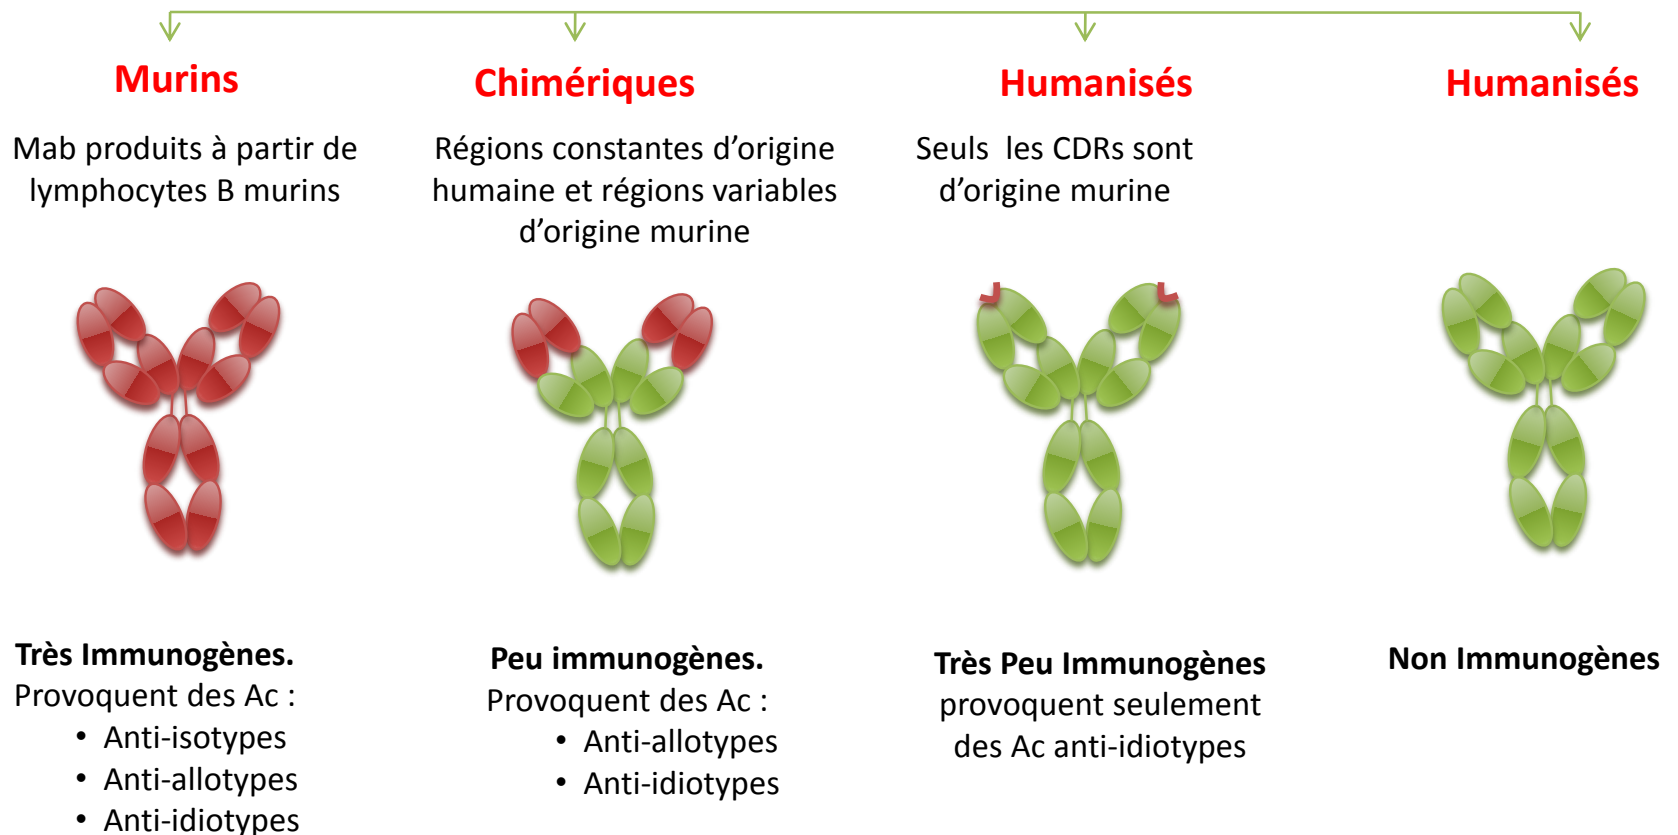 Murins
Mab produits à partir de
lymphocytes B murins
Très Immunogènes.
Provoquent des Ac :
• Anti-isotypes
• Anti-allotypes
• Anti-idiotypes
Chimériques
Régions constantes d’origine
humaine et régions variables
d’origine murine
Peu immunogènes.
Provoquent des Ac :
• Anti-allotypes
• Anti-idiotypes
Humanisés
Seuls les CDRs sont
d’origine murine
Très Peu Immunogènes
provoquent seulement
des Ac anti-idiotypes
Humanisés
Non Immunogènes